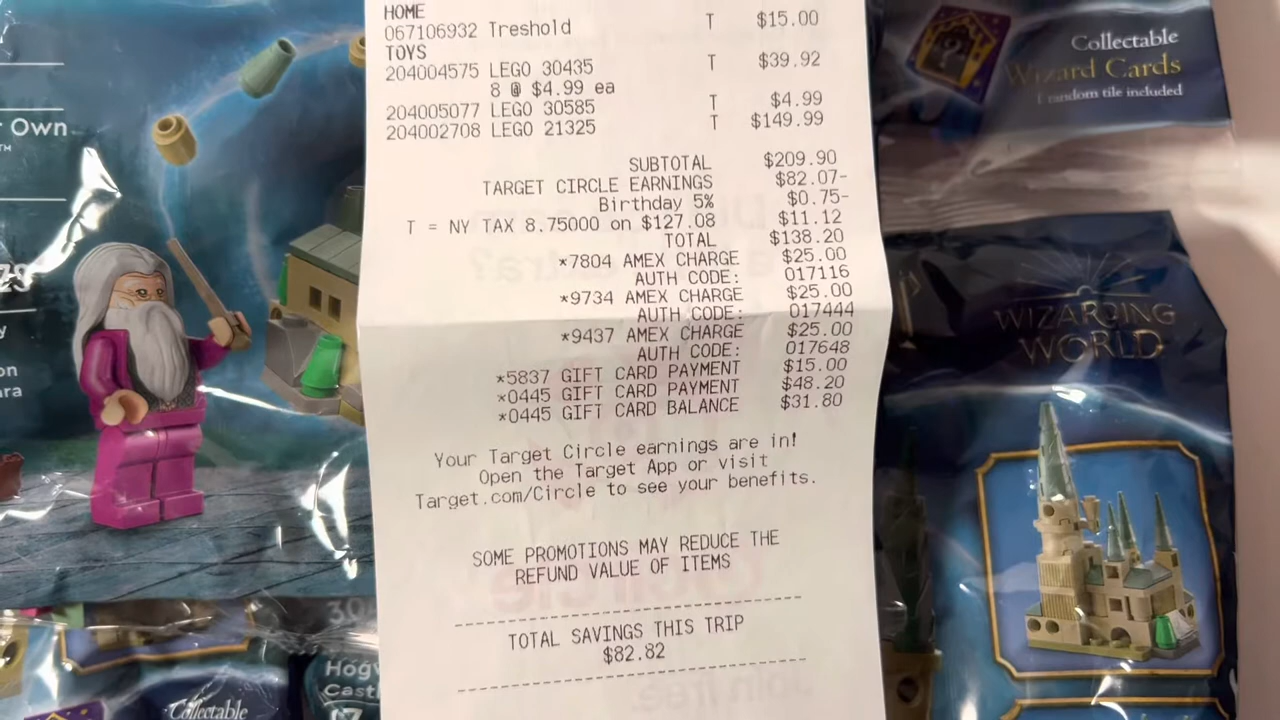 HOME
067106932 Treshold T $15.00
TOYS
204004575 LEGO 30435 T $39.92
8 @ $4.99 ea
204005077 LEGO 30585 T $4.99
204002708 LEGO 21325 T $149.99
SUBTOTAL $209.90
TARGET CIRCLE EARNINGS $82.07-
Birthday 5% $0.75-
T = NY TAX 8.75000 on $127.08 $11.12
TOTAL $138.20
*7804 AMEX CHARGE $25.00
AUTH CODE: 017116
*9734 AMEX CHARGE $25.00
AUTH CODE: 017444
*9437 AMEX CHARGE $25.00
AUTH CODE: 017648
*5837 GIFT CARD PAYMENT $15.00
*0445 GIFT CARD PAYMENT $48.20
*0445 GIFT CARD BALANCE $31.80
Your Target Circle earnings are in!
Open the Target App or visit
Target.com/Circle to see your benefits.
SOME PROMOTIONS MAY REDUCE THE
REFUND VALUE OF ITEMS
TOTAL SAVINGS THIS TRIP
$82.82
Own
Collectable
Collectable
Wizard Cards
1 random tile included
WIZARDING
WORLD